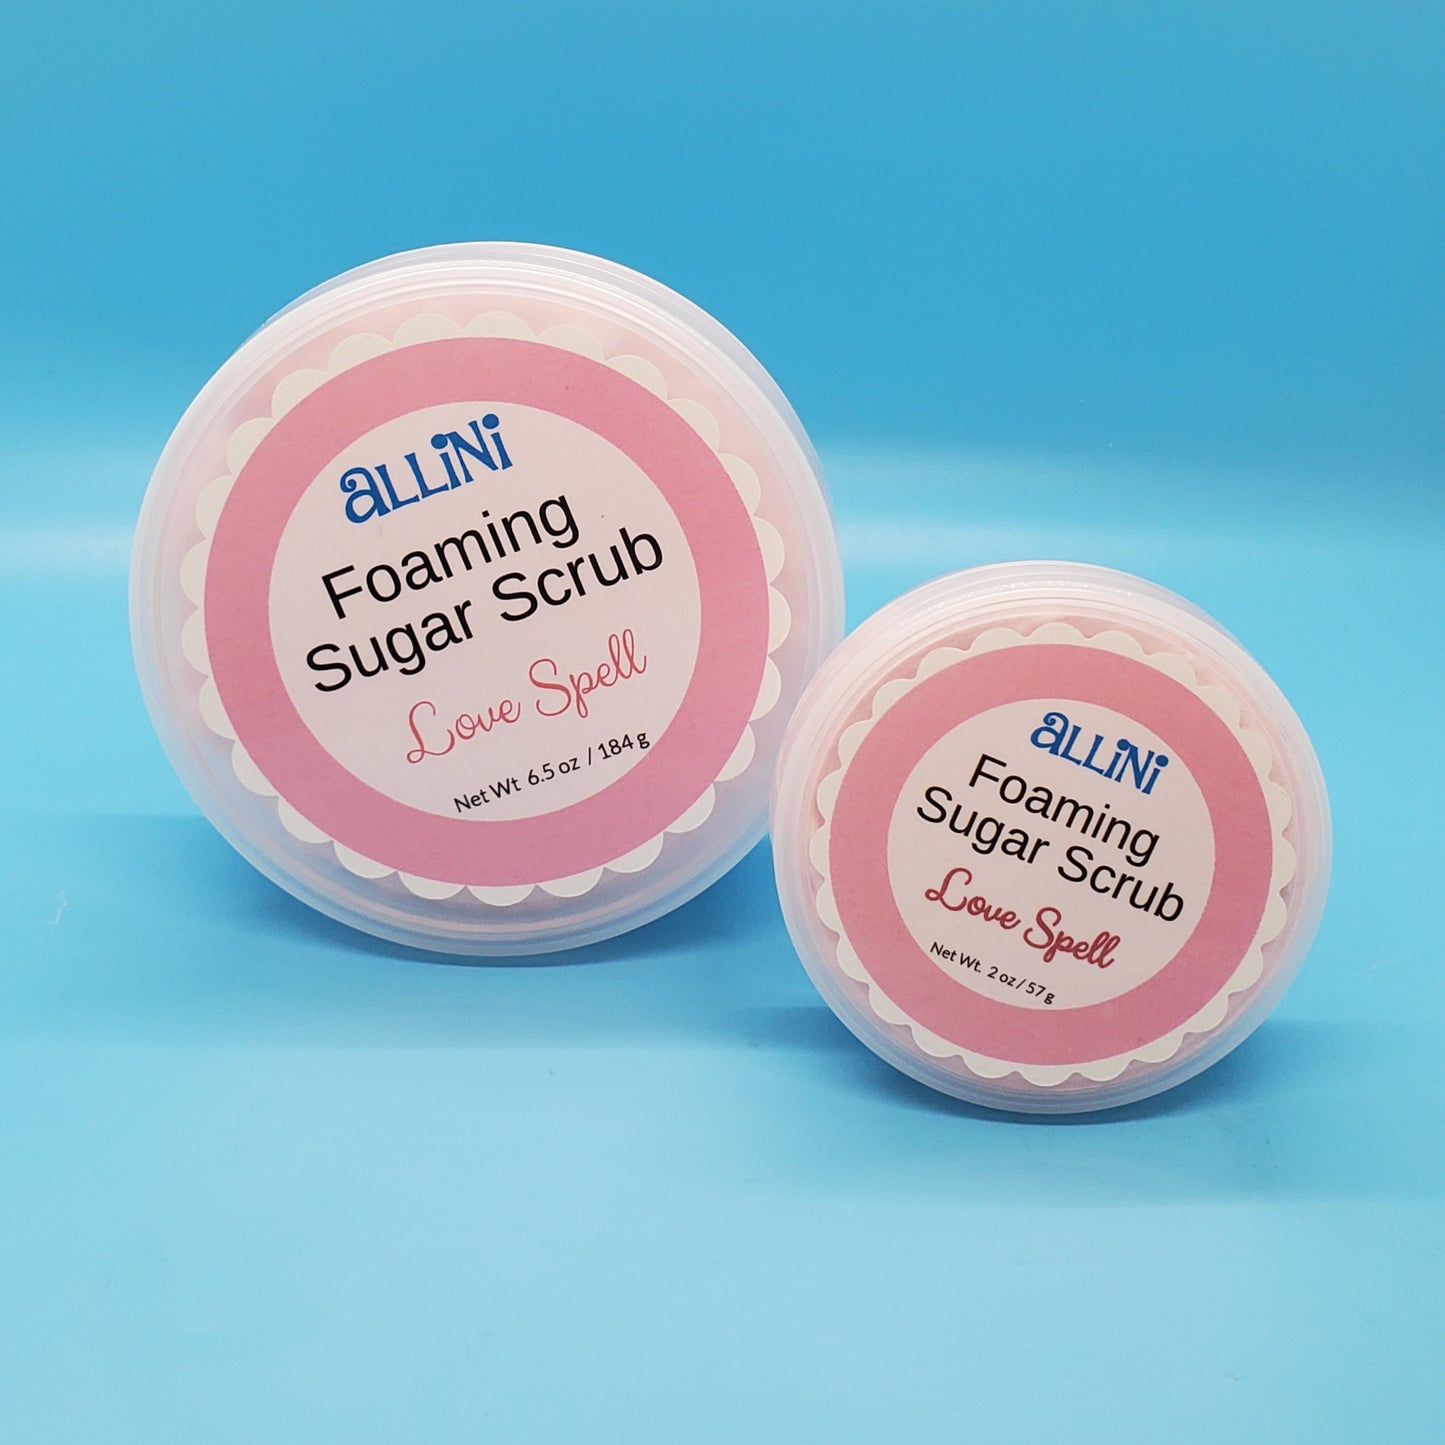 aLLiNi
Foaming
Sugar Scrub
Love Spell
Net Wt 6.5 oz / 184 g
aLLiNi
Foaming
Sugar Scrub
Love Spell
Net Wt. 2 oz / 57 g